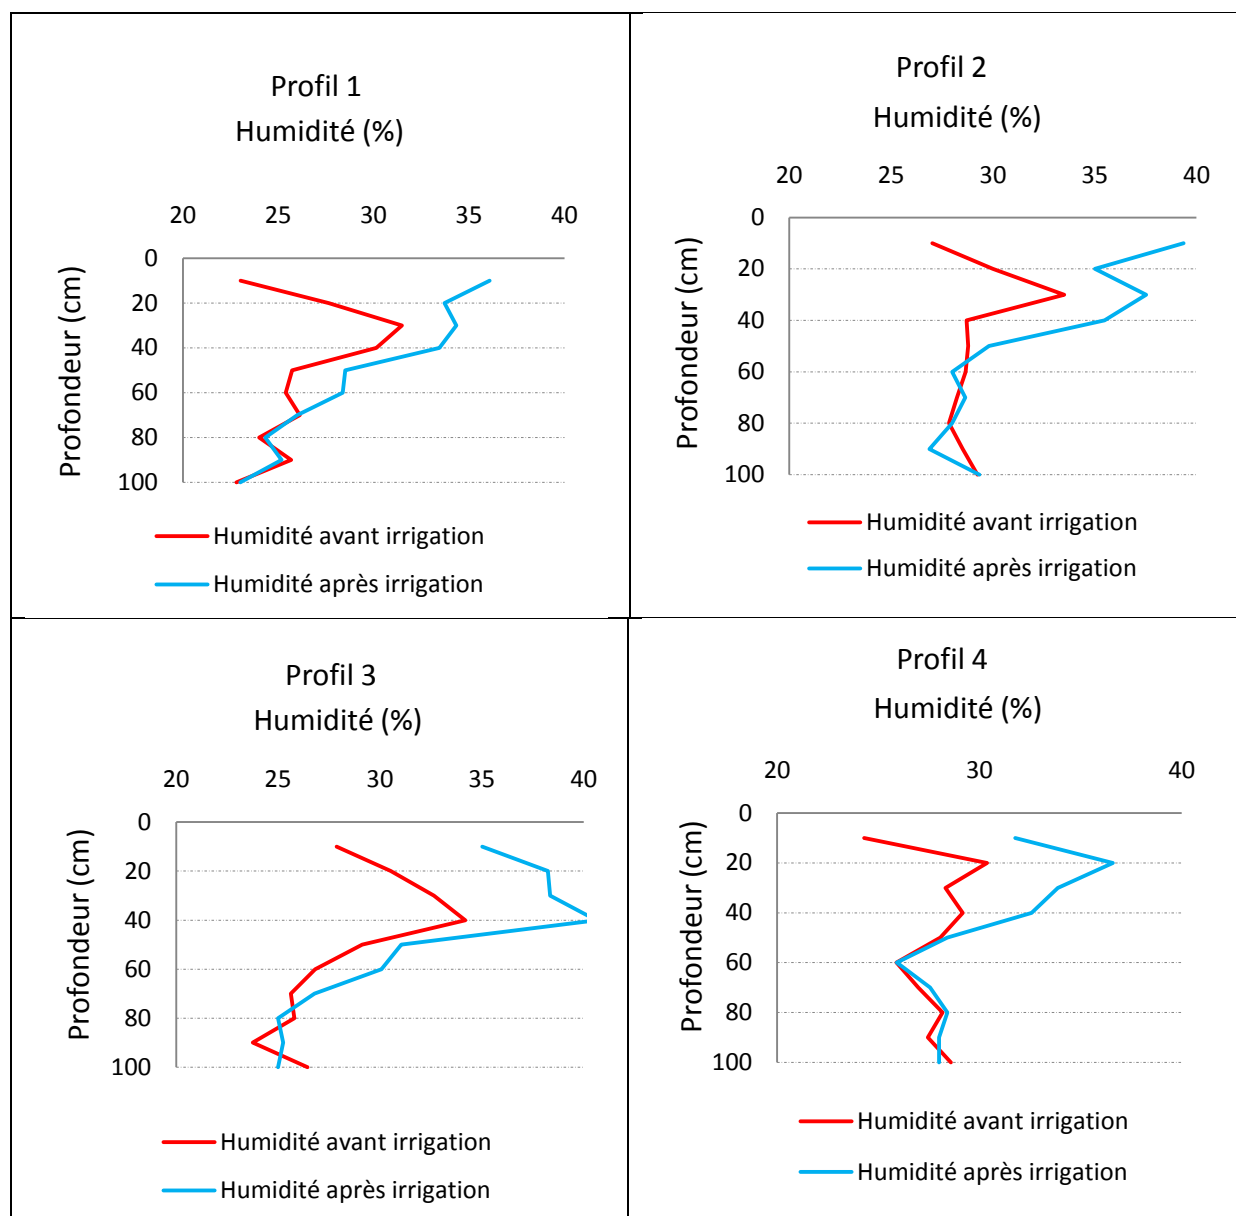 Profil 1
Humidité (%)
20 25 30 35 40
0
20
40
60
80
100
Profondeur (cm)
Humidité avant irrigation
Humidité après irrigation
Profil 2
Humidité (%)
20 25 30 35 40
0
20
40
60
80
100
Profondeur (cm)
Humidité avant irrigation
Humidité après irrigation
Profil 3
Humidité (%)
20 25 30 35 40
0
20
40
60
80
100
Profondeur (cm)
Humidité avant irrigation
Humidité après irrigation
Profil 4
Humidité (%)
20 30 40
0
20
40
60
80
100
Profondeur (cm)
Humidité avant irrigation
Humidité après irrigation